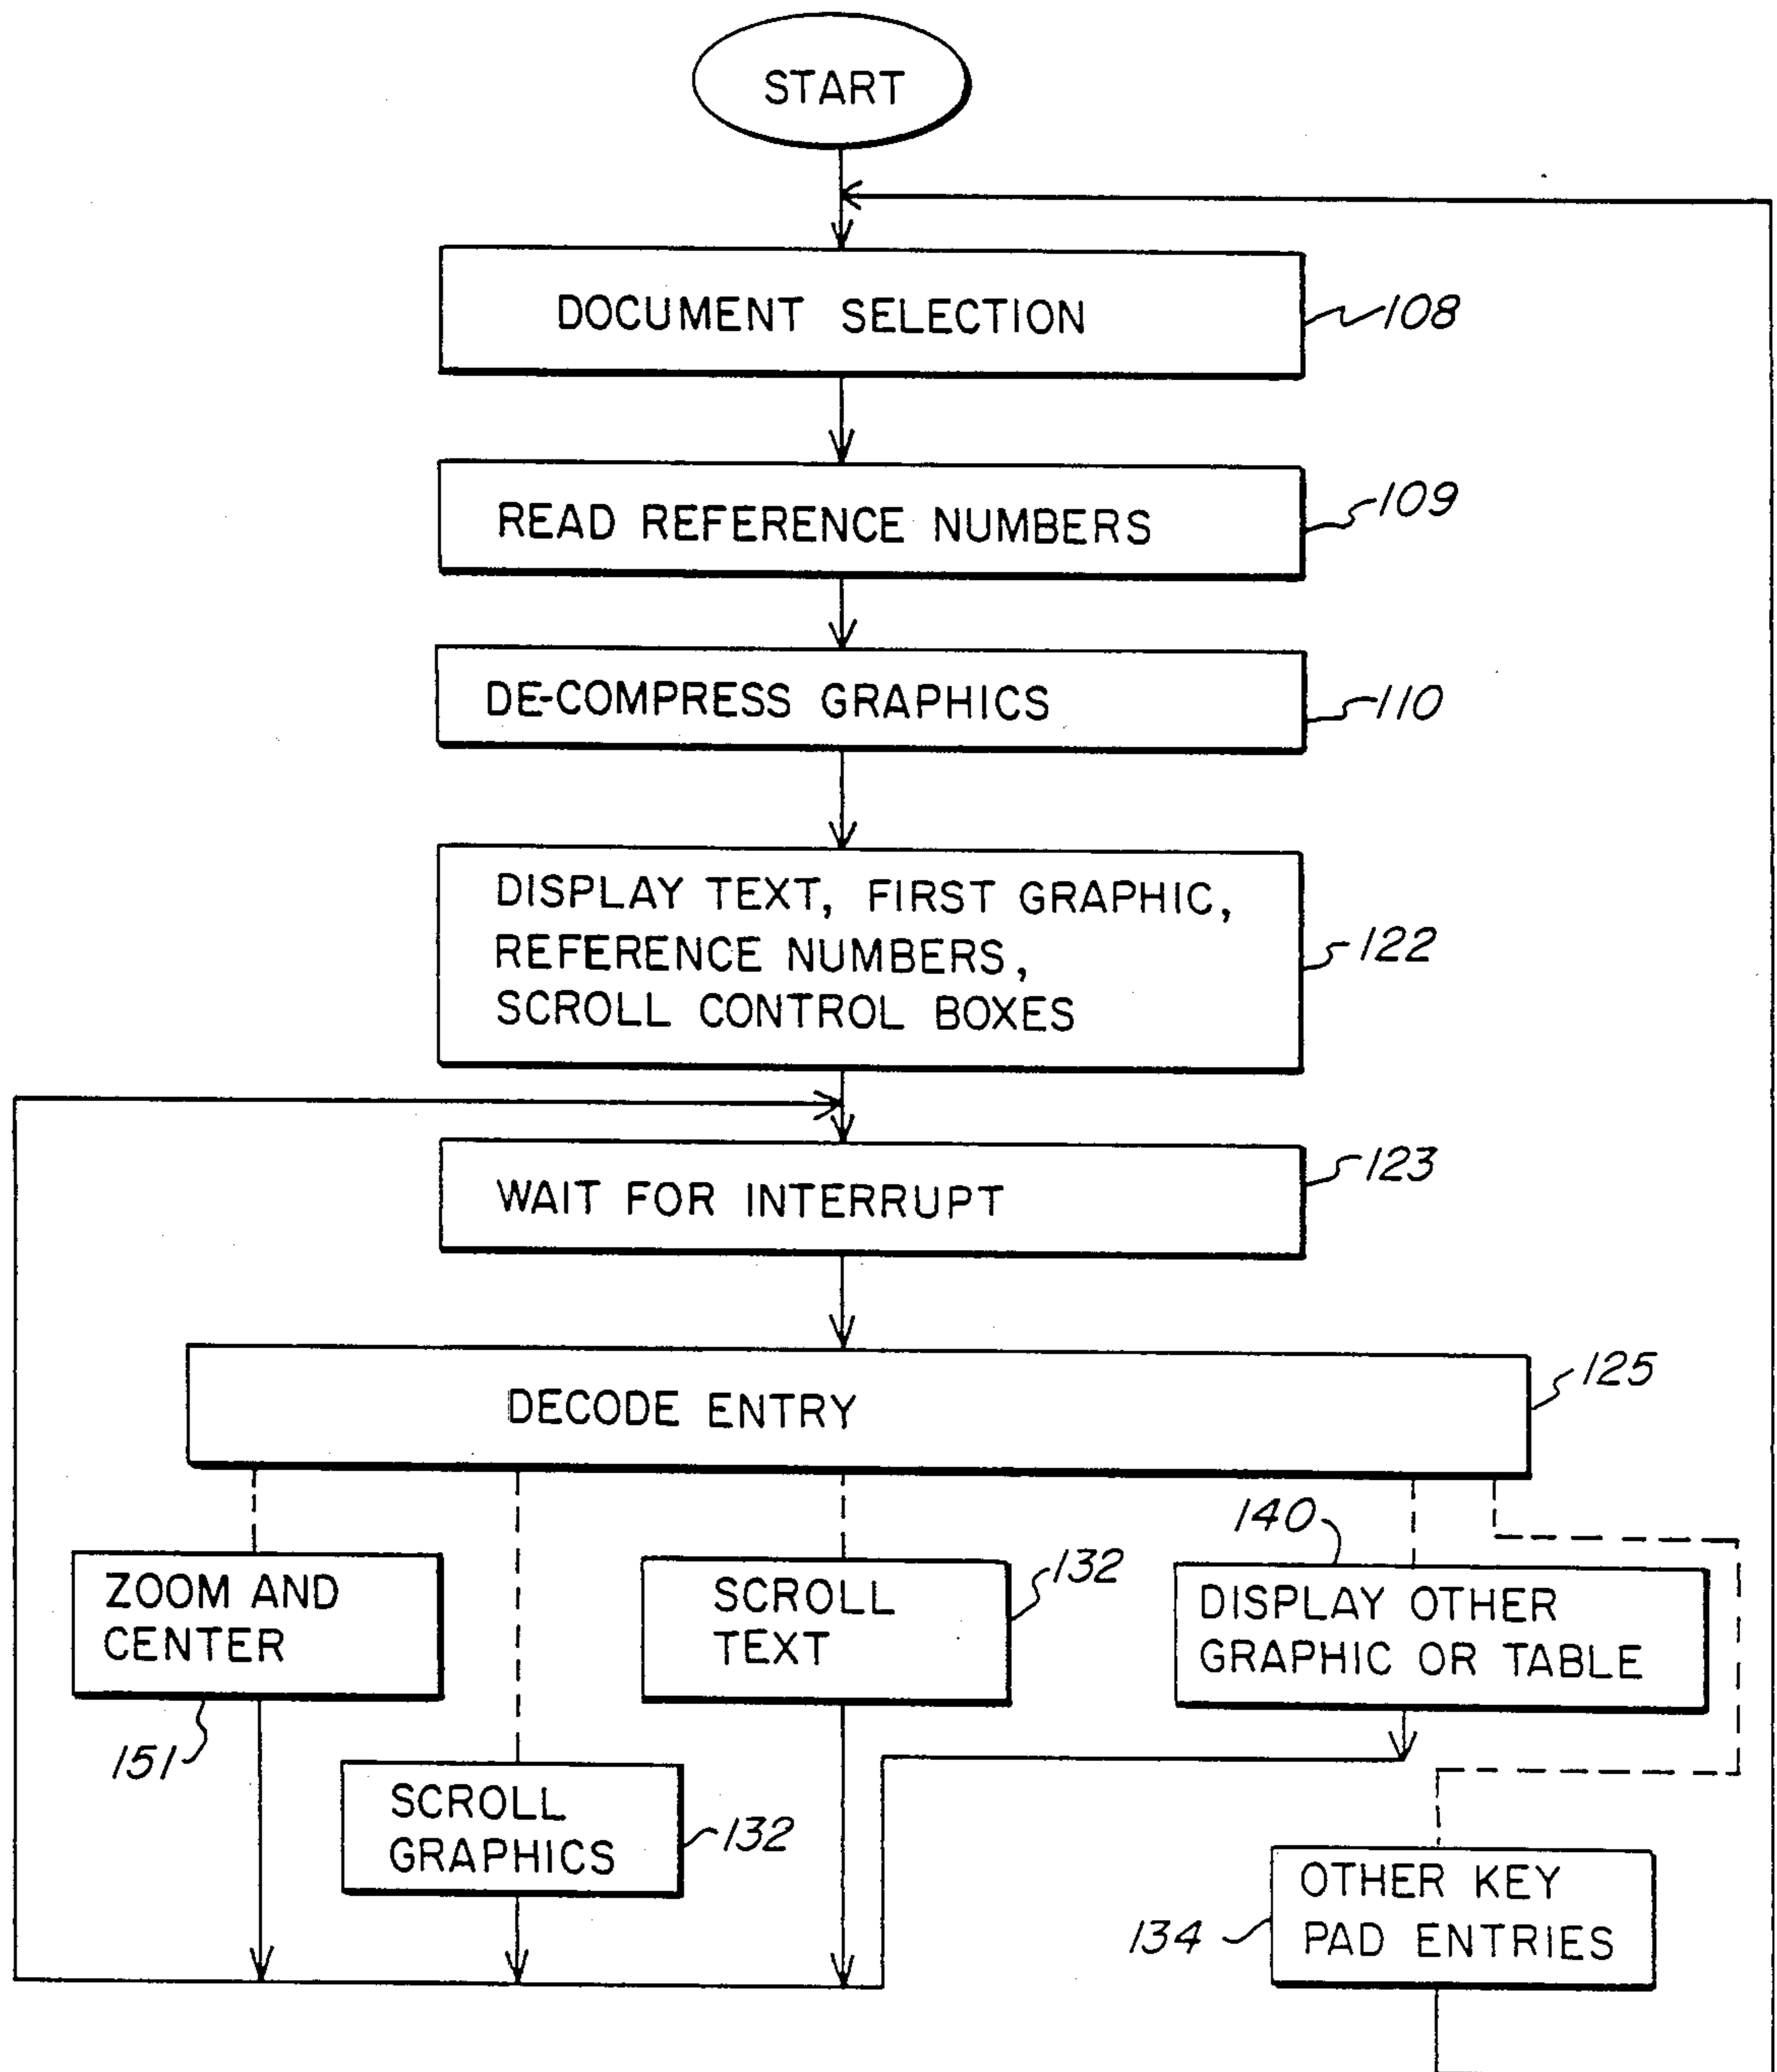 START
DOCUMENT SELECTION
108
READ REFERENCE NUMBERS
109
DE-COMPRESS GRAPHICS
110
DISPLAY TEXT, FIRST GRAPHIC,
REFERENCE NUMBERS,
SCROLL CONTROL BOXES
122
WAIT FOR INTERRUPT
123
DECODE ENTRY
125
ZOOM AND
CENTER
151
SCROLL
GRAPHICS
132
SCROLL
TEXT
132
140
DISPLAY OTHER
GRAPHIC OR TABLE
OTHER KEY
PAD ENTRIES
134